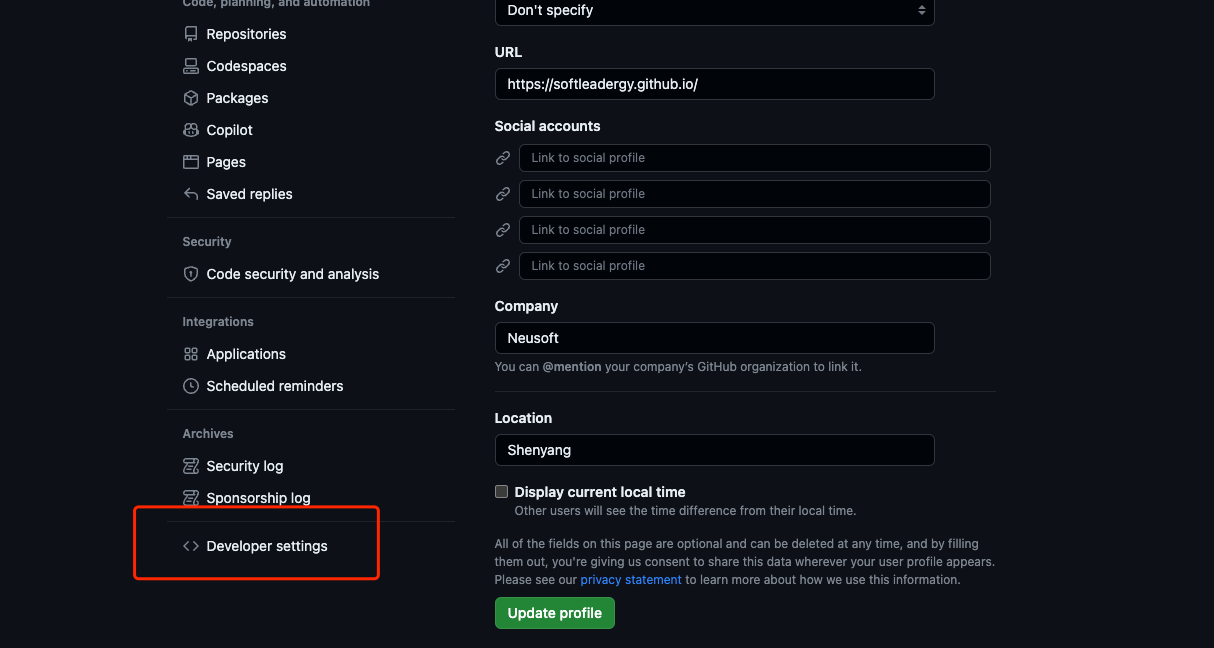 Code, planning, and automation
Repositories
Codespaces
Packages
Copilot
Pages
Saved replies
Security
Code security and analysis
Integrations
Applications
Scheduled reminders
Archives
Security log
Sponsorship log
Developer settings
Don't specify
URL
https://softleadergy.github.io/
Social accounts
Link to social profile
Link to social profile
Link to social profile
Link to social profile
Company
Neusoft
You can @mention your company's GitHub organization to link it.
Location
Shenyang
Display current local time
Other users will see the time difference from their local time.
All of the fields on this page are optional and can be deleted at any time, and by filling
them out, you're giving us consent to share this data wherever your user profile appears.
Please see our privacy statement to learn more about how we use this information.
Update profile